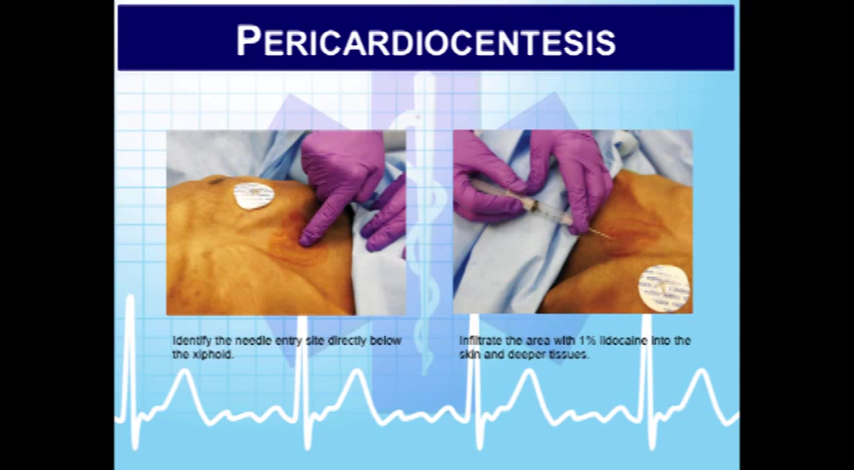 PERICARDIOCENTESIS
Identify the needle entry site directly below
the xiphoid.
Infiltrate the area with 1% lidocaine into the
skin and deeper tissues.